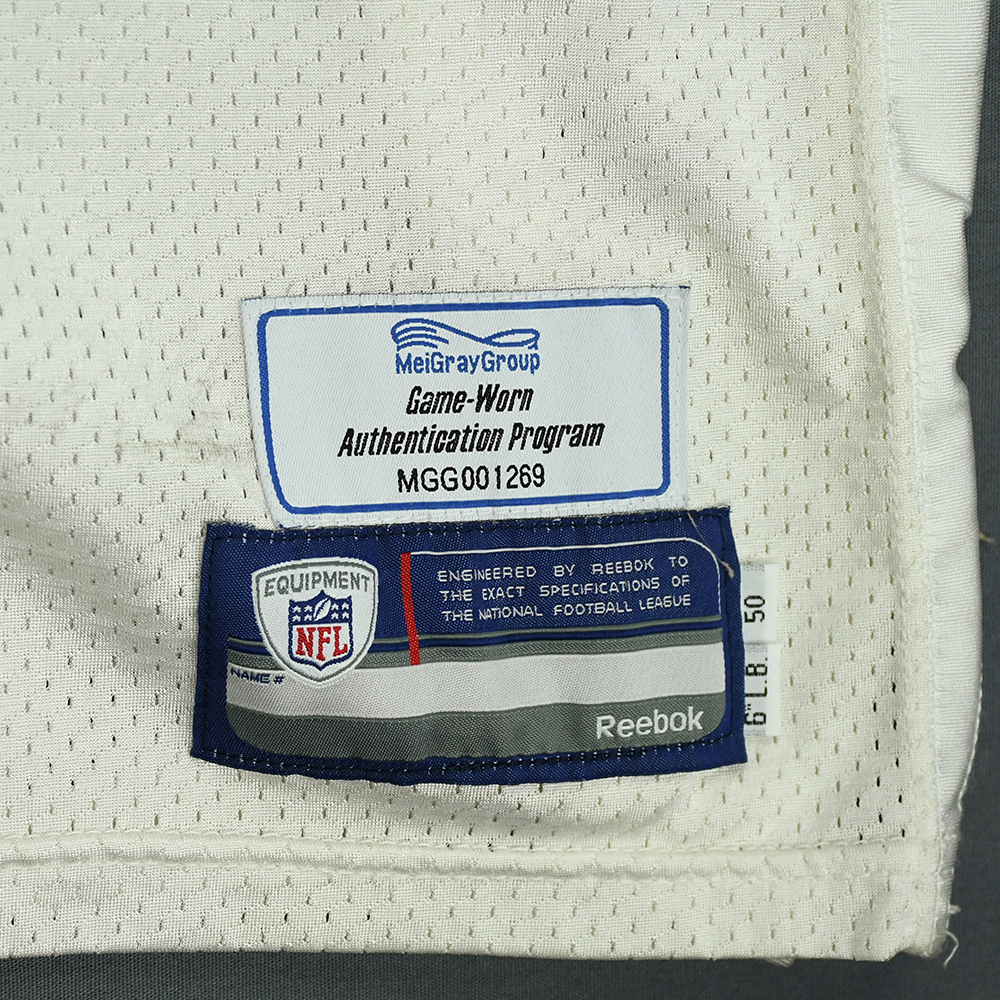 MeiGrayGroup
Game-Worn
Authentication Program
MGG001269
EQUIPMENT
NFL
ENGINEERED BY REEBOK TO
THE EXACT SPECIFICATIONS OF
THE NATIONAL FOOTBALL LEAGUE
NAME #
Reebok
50
6" L.B.